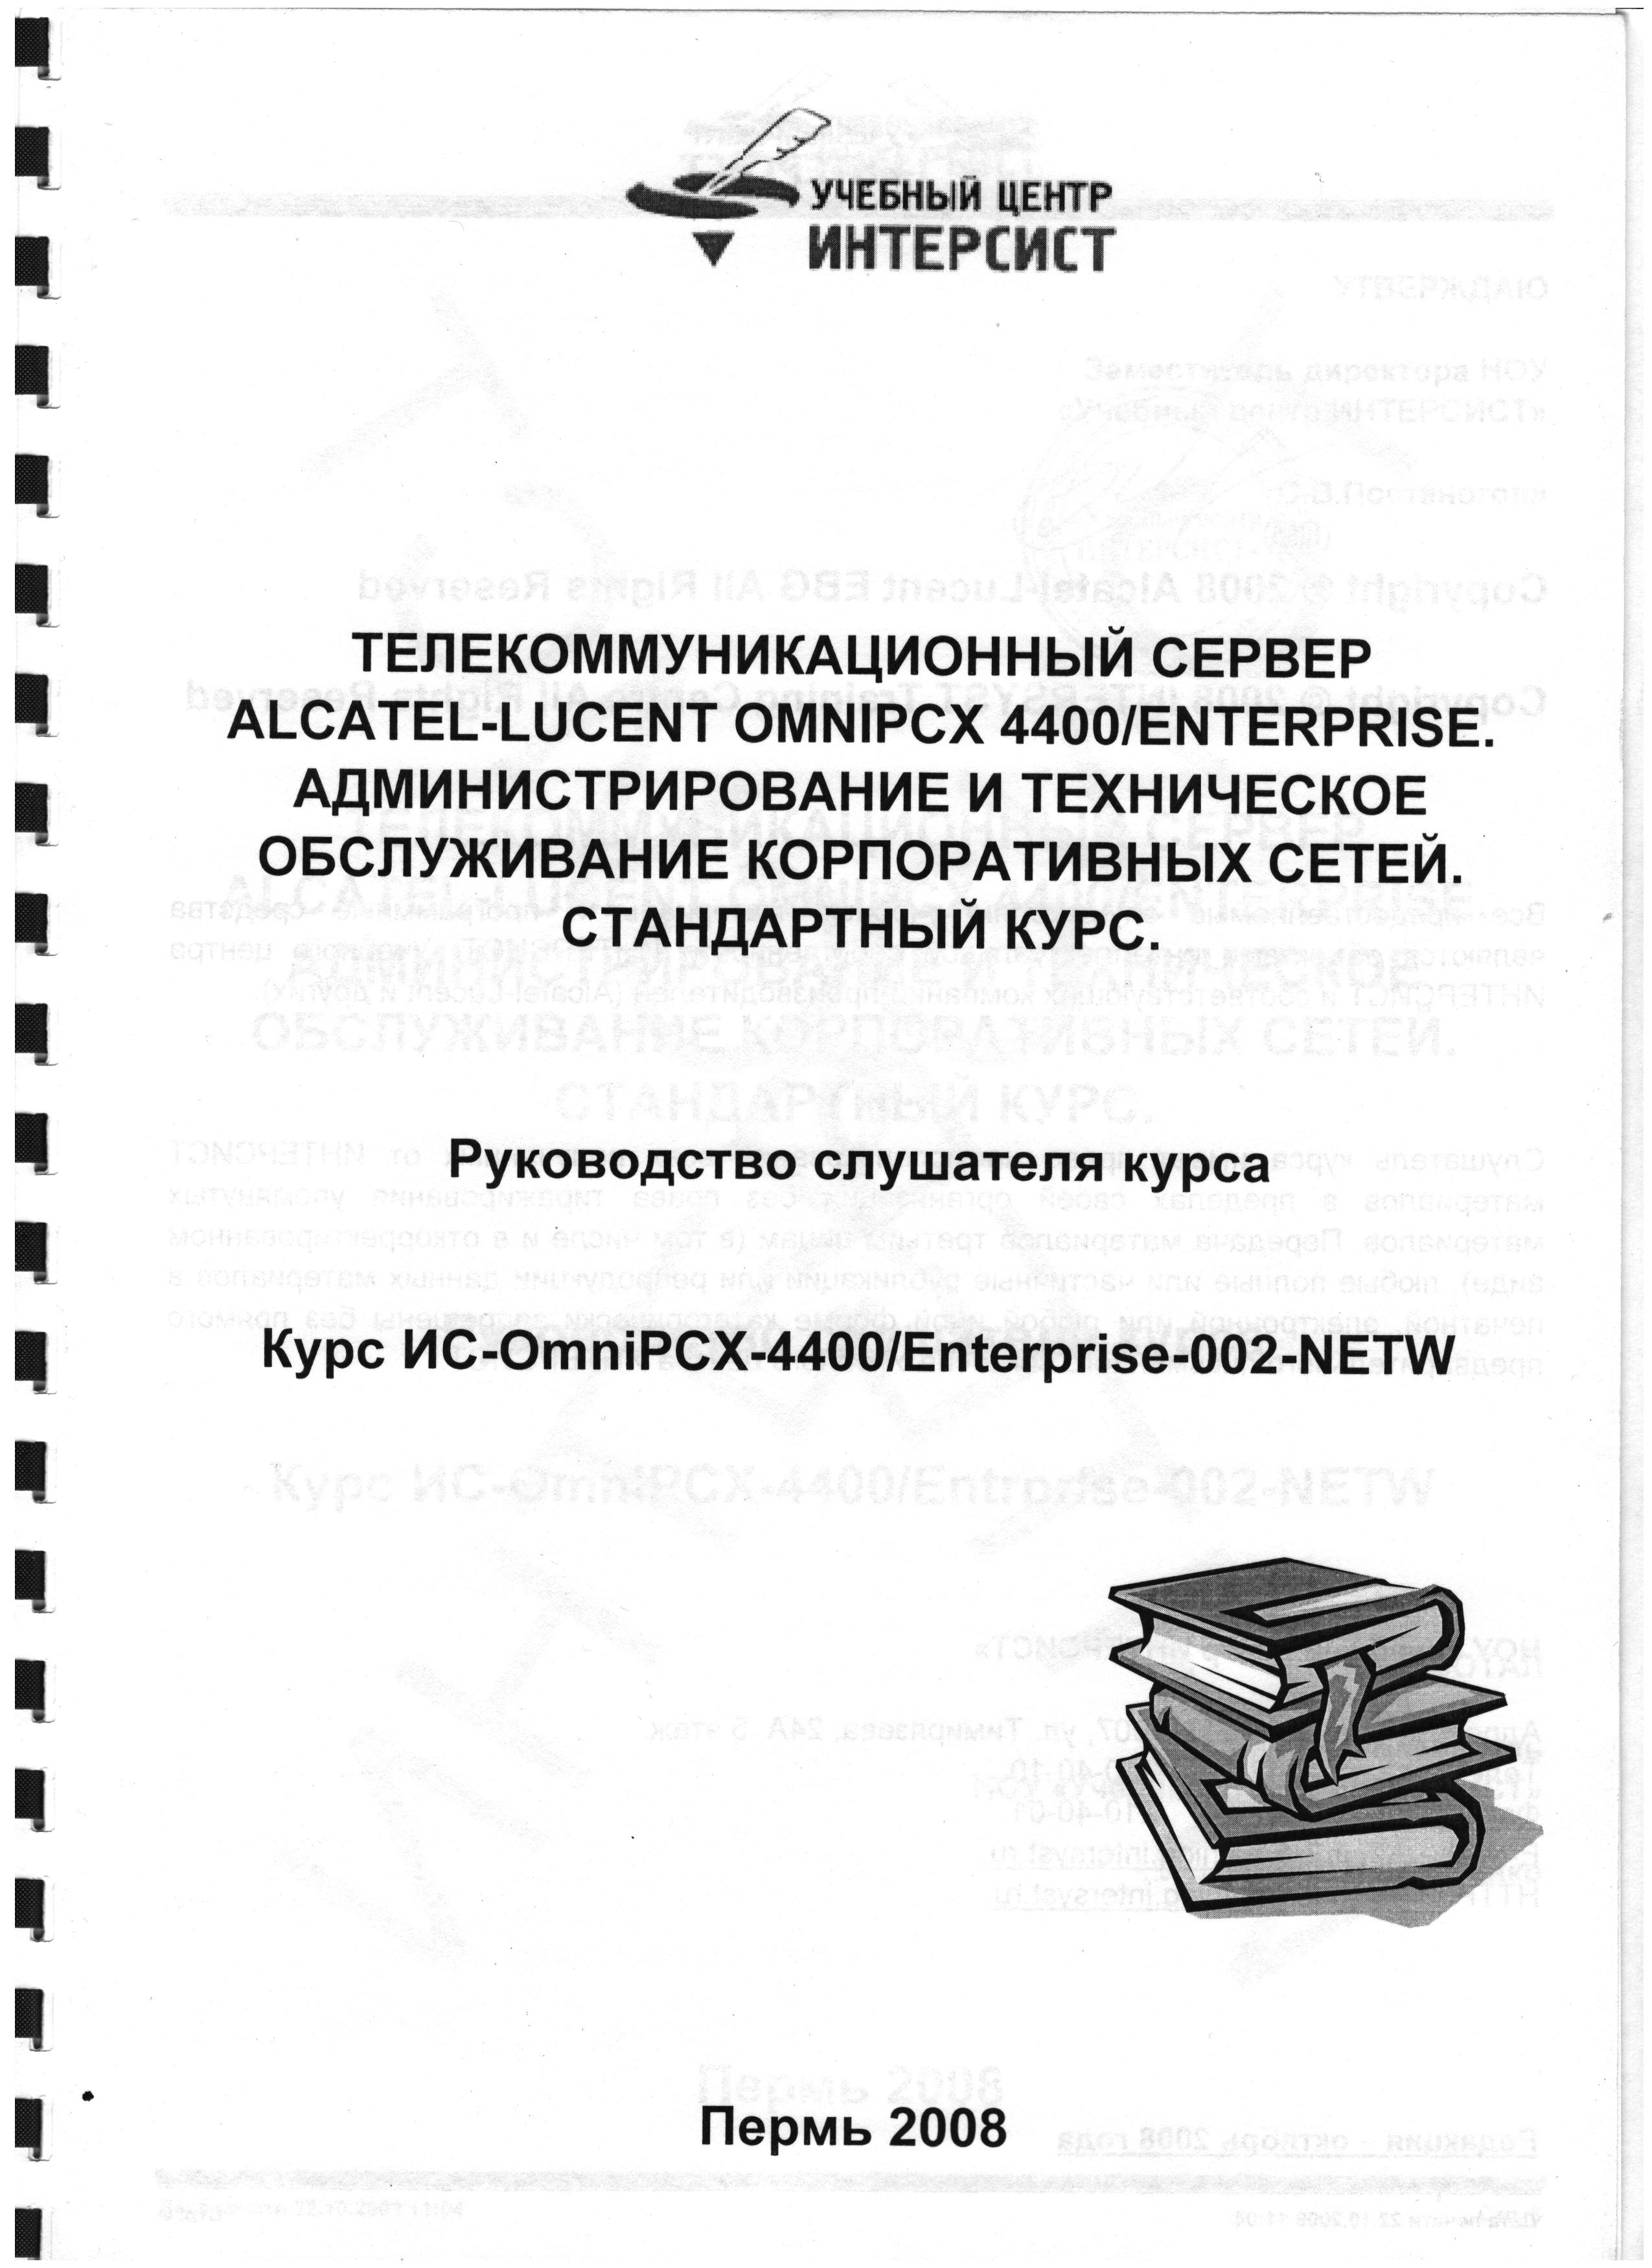 УЧЕБНЫЙ ЦЕНТР
ИНТЕРСИСТ
ТЕЛЕКОММУНИКАЦИОННЫЙ СЕРВЕР
ALCATEL-LUCENT OMNIPCX 4400/ENTERPRISE.
АДМИНИСТРИРОВАНИЕ И ТЕХНИЧЕСКОЕ
ОБСЛУЖИВАНИЕ КОРПОРАТИВНЫХ СЕТЕЙ.
СТАНДАРТНЫЙ КУРС.
Руководство слушателя курса
Курс ИС-OmniPCX-4400/Enterprise-002-NETW
Пермь 2008